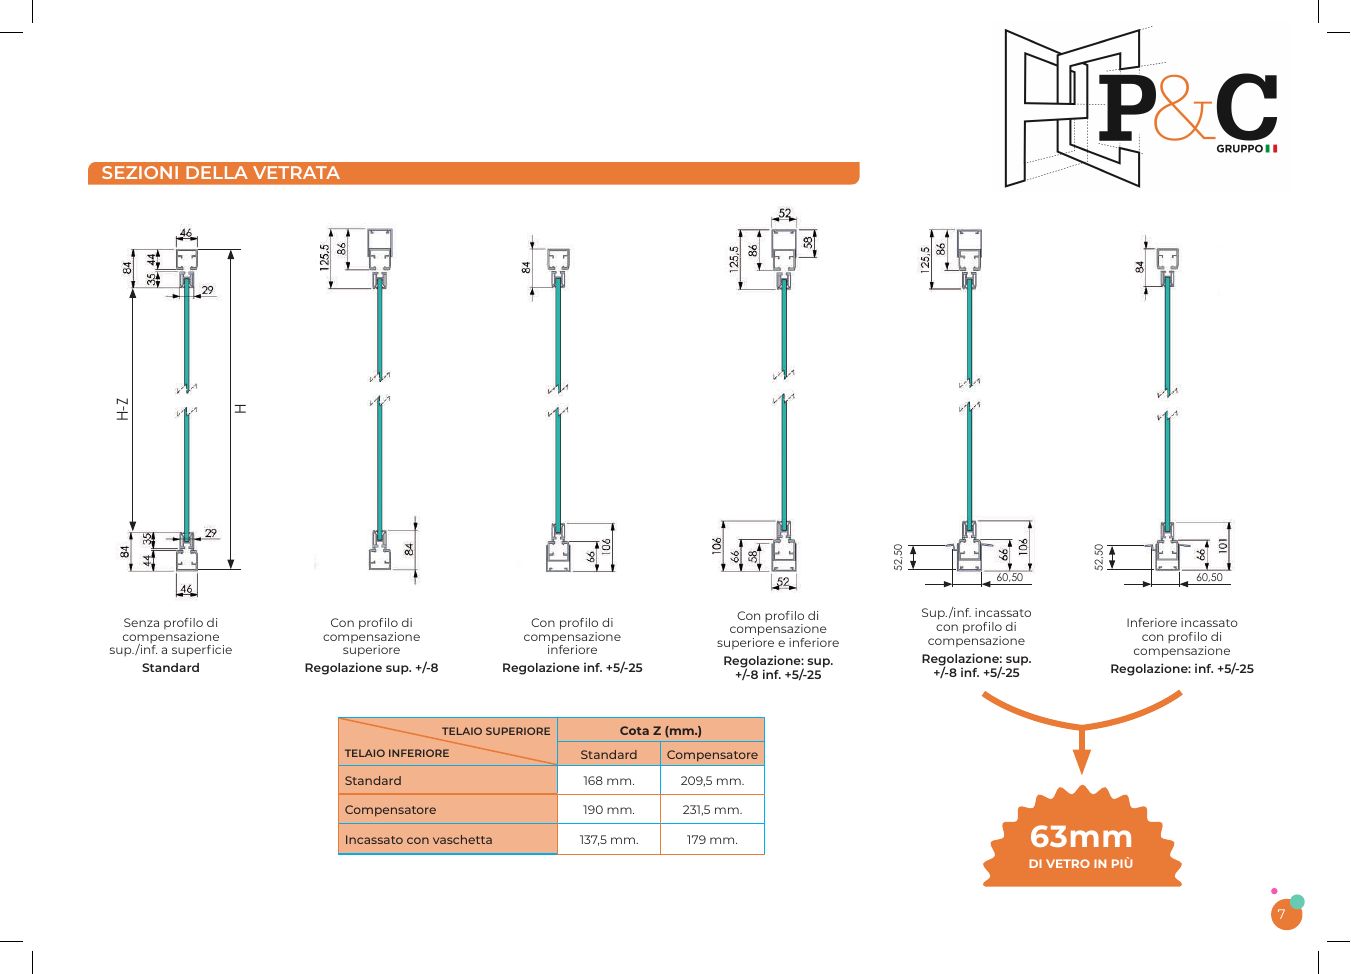 P&C
GRUPPO
SEZIONI DELLA VETRATA
46
84
44
35
29
H-Z
H
84
35
44
29
46
125,5
86
84
84
66
106
52
125,5
86
58
106
66
58
52
125,5
86
52,50
66
106
60,50
84
52,50
66
101
60,50
Senza profilo di
compensazione
sup./inf. a superficie
Standard
Con profilo di
compensazione
superiore
Regolazione sup. +/-8
Con profilo di
compensazione
inferiore
Regolazione inf. +5/-25
Con profilo di
compensazione
superiore e inferiore
Regolazione: sup.
+/-8 inf. +5/-25
Sup./inf. incassato
con profilo di
compensazione
Regolazione: sup.
+/-8 inf. +5/-25
Inferiore incassato
con profilo di
compensazione
Regolazione: inf. +5/-25
TELAIO SUPERIORE
TELAIO INFERIORE
Cota Z (mm.)
Standard Compensatore
Standard 168 mm. 209,5 mm.
Compensatore 190 mm. 231,5 mm.
Incassato con vaschetta 137,5 mm. 179 mm.
63mm
DI VETRO IN PIÙ
7